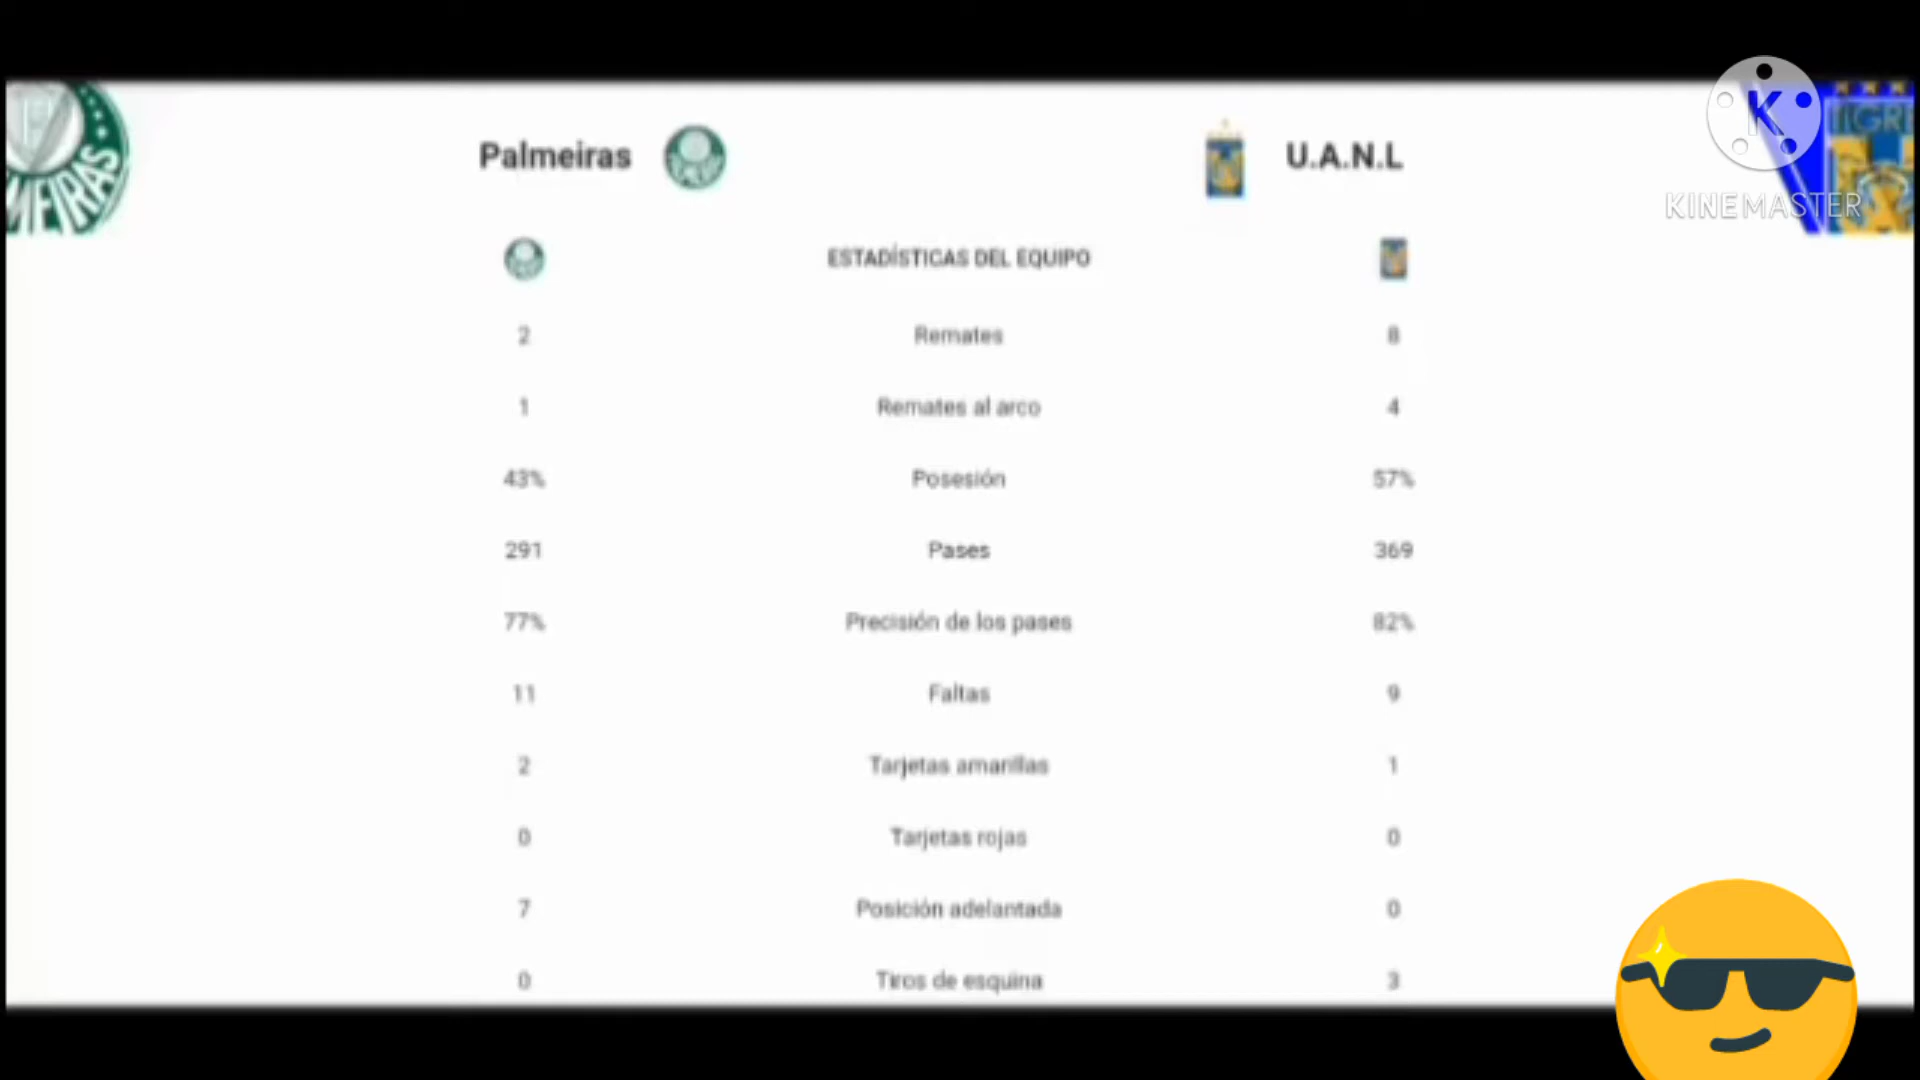 Palmeiras U.A.N.L
KINEMASTER
MEIRAS
TIGRE
ESTADÍSTICAS DEL EQUIPO
2 Remates 8
1 Remates al arco 4
43% Posesión 57%
291 Pases 369
77% Precisión de los pases 82%
11 Faltas 9
2 Tarjetas amarillas 1
0 Tarjetas rojas 0
7 Posición adelantada 0
0 Tiros de esquina 3